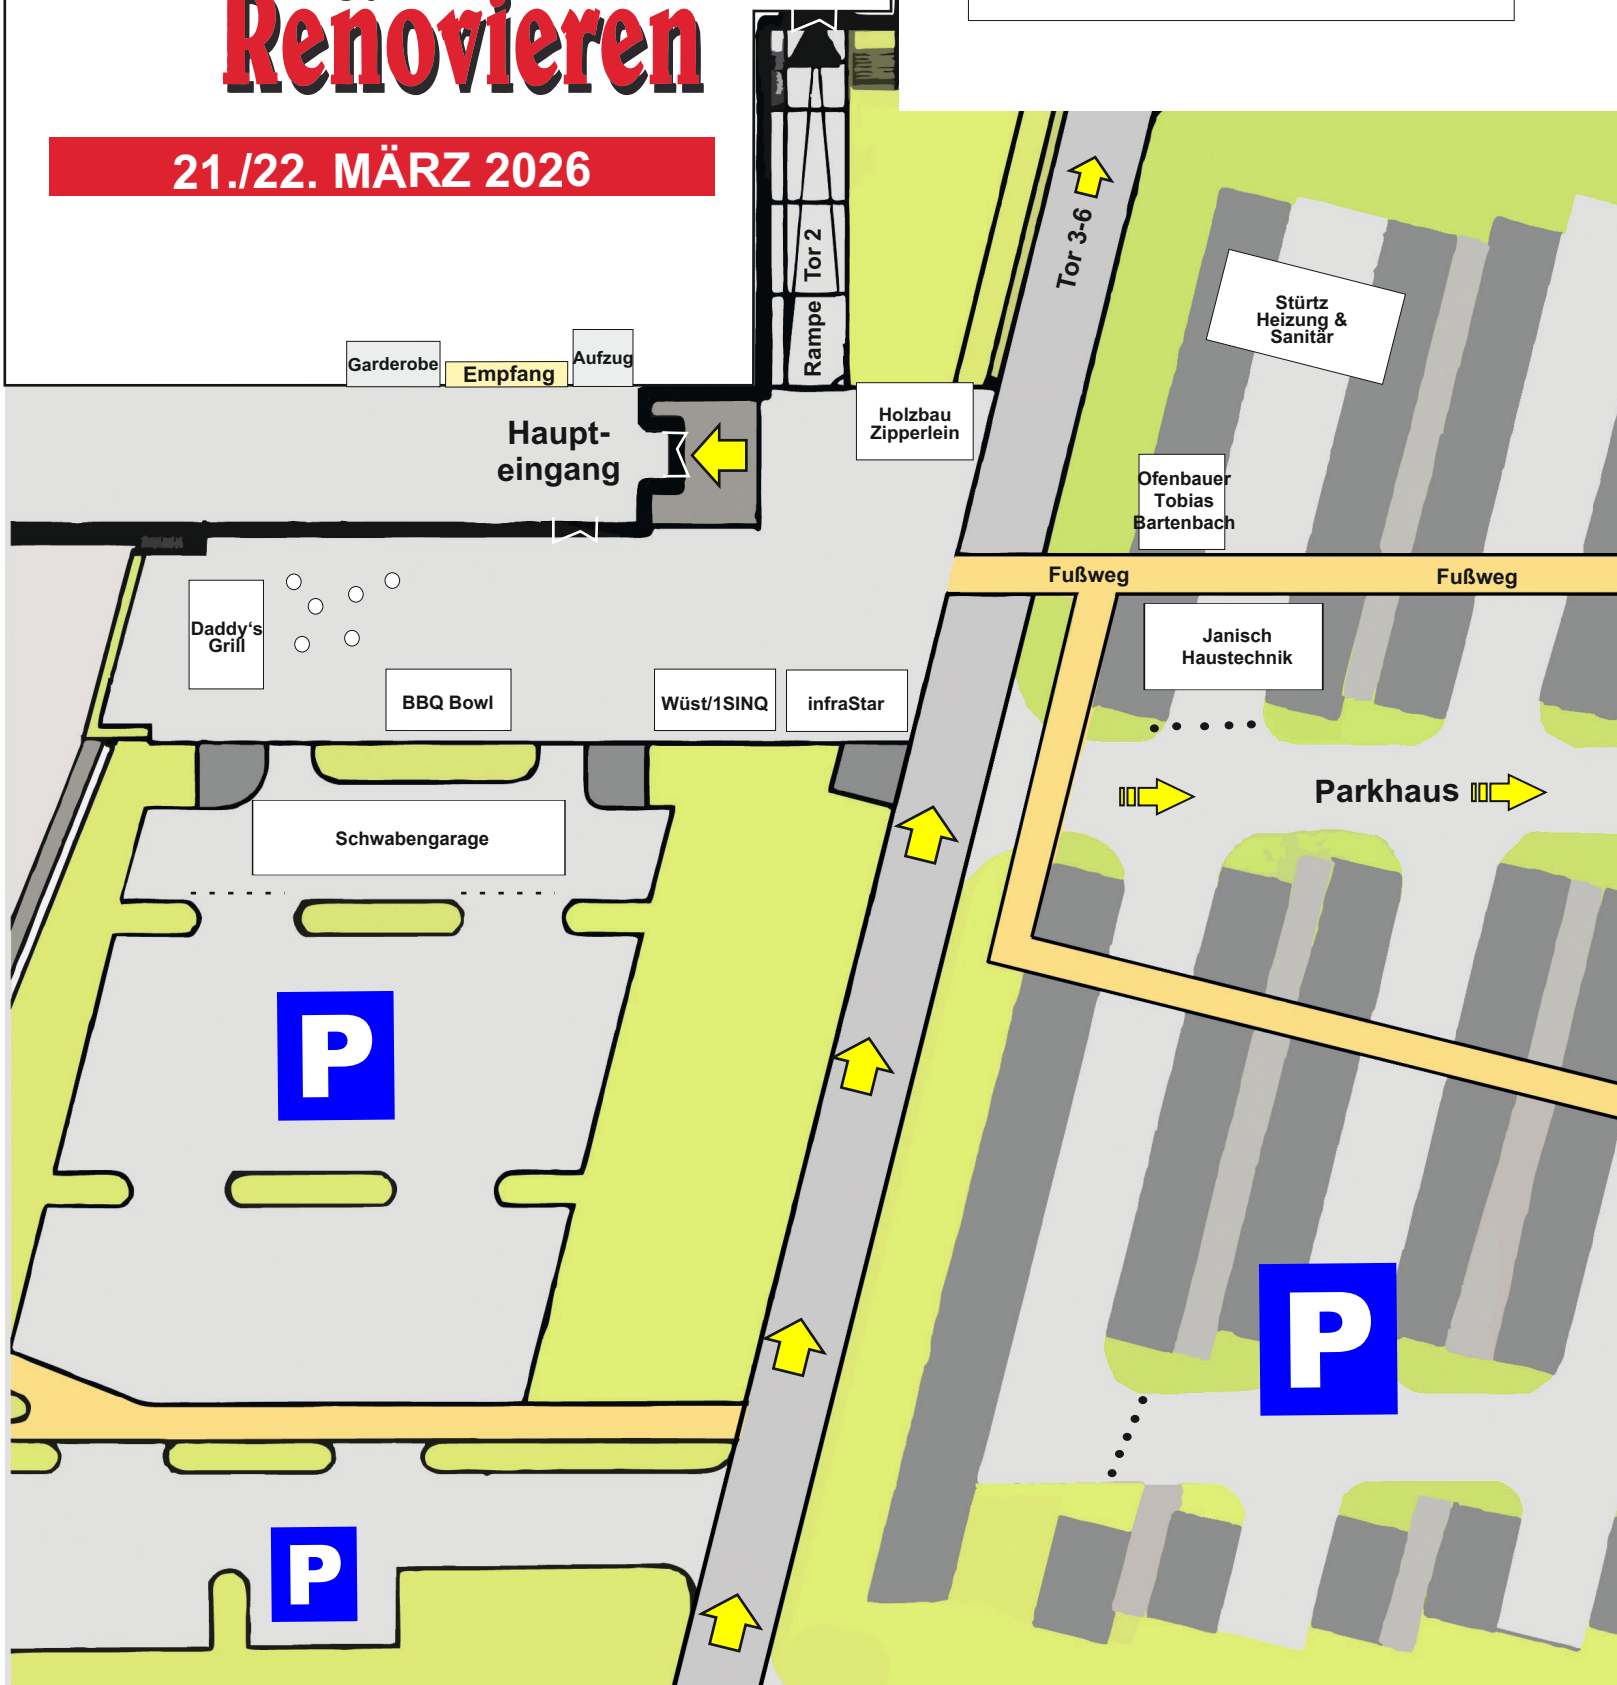 Renovieren
21./22. MÄRZ 2026
Tor 3-6
Rampe Tor 2
Stürtz
Heizung &
Sanitär
Garderobe
Empfang
Aufzug
Haupt-
eingang
Holzbau
Zipperlein
Ofenbauer
Tobias
Bartenbach
Fußweg
Fußweg
Daddy‘s
Grill
BBQ Bowl
Wüst/1SINQ
infraStar
Janisch
Haustechnik
Parkhaus
Schwabengarage
P
P
P